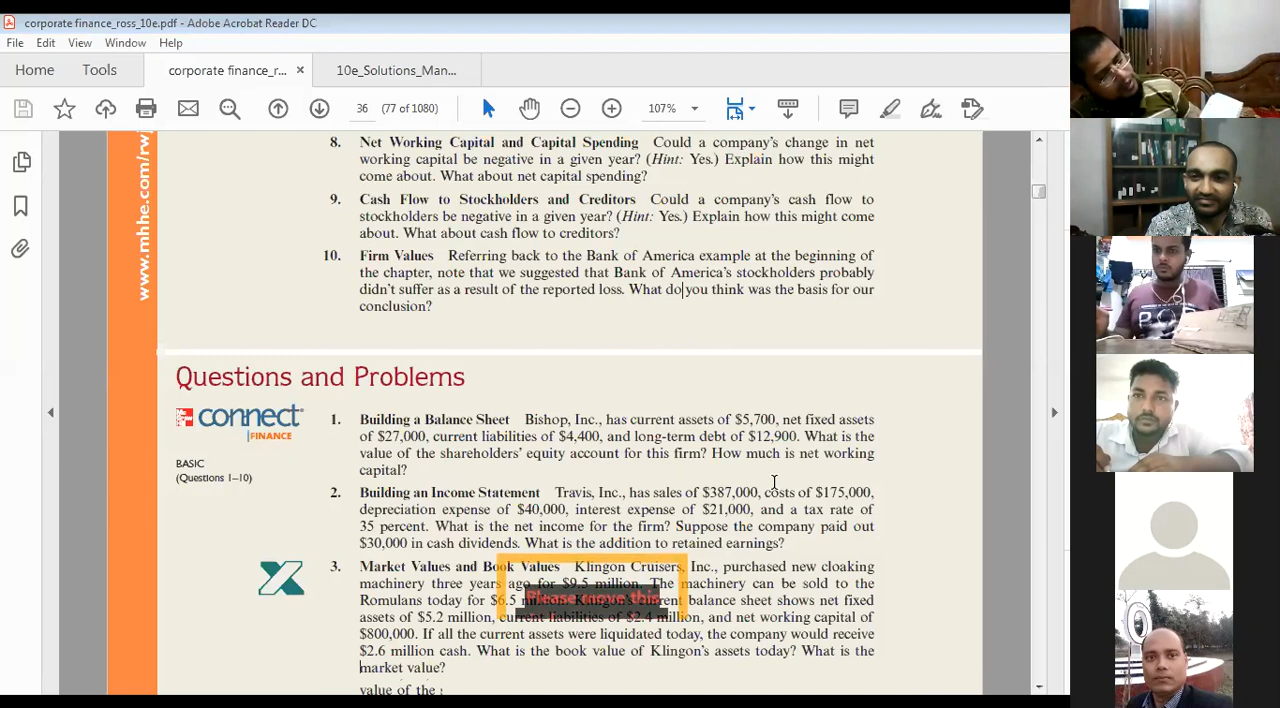 corporate finance_ross_10e.pdf - Adobe Acrobat Reader DC
File Edit View Window Help
Home Tools corporate finance_r... × 10e_Solutions_Man...
36 (77 of 1080) 107%
www.mhhe.com/rw
8. Net Working Capital and Capital Spending Could a company's change in net
working capital be negative in a given year? (Hint: Yes.) Explain how this might
come about. What about net capital spending?
9. Cash Flow to Stockholders and Creditors Could a company's cash flow to
stockholders be negative in a given year? (Hint: Yes.) Explain how this might come
about. What about cash flow to creditors?
10. Firm Values Referring back to the Bank of America example at the beginning of
the chapter, note that we suggested that Bank of America's stockholders probably
didn't suffer as a result of the reported loss. What do you think was the basis for our
conclusion?
Questions and Problems
connect
FINANCE
BASIC
(Questions 1–10)
1. Building a Balance Sheet Bishop, Inc., has current assets of $5,700, net fixed assets
of $27,000, current liabilities of $4,400, and long-term debt of $12,900. What is the
value of the shareholders' equity account for this firm? How much is net working
capital?
2. Building an Income Statement Travis, Inc., has sales of $387,000, costs of $175,000,
depreciation expense of $40,000, interest expense of $21,000, and a tax rate of
35 percent. What is the net income for the firm? Suppose the company paid out
$30,000 in cash dividends. What is the addition to retained earnings?
3. Market Values and Book Values Klingon Cruisers, Inc., purchased new cloaking
machinery three years ago for $9.5 million. The machinery can be sold to the
Romulans today for $6.5 million. Klingon's current balance sheet shows net fixed
Please move this
assets of $5.2 million, current liabilities of $2.4 million, and net working capital of
$800,000. If all the current assets were liquidated today, the company would receive
$2.6 million cash. What is the book value of Klingon's assets today? What is the
market value?
value of the